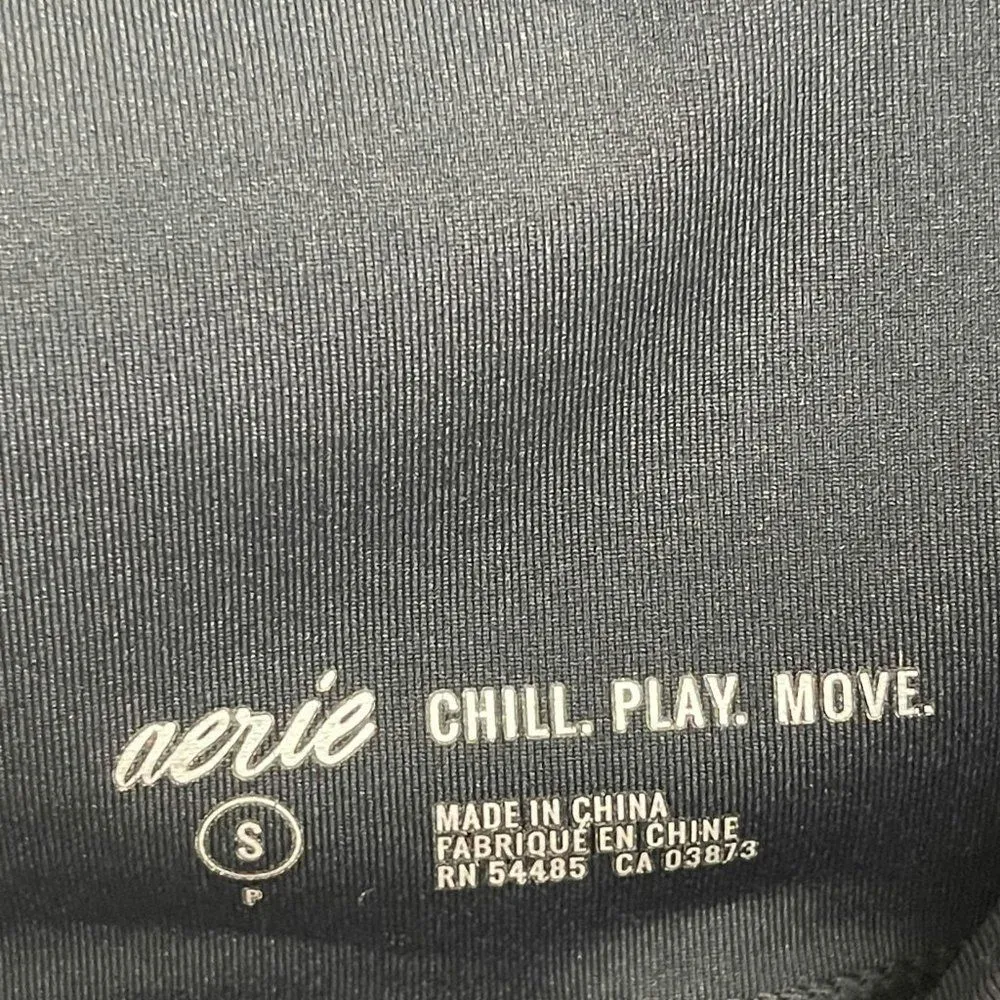 aerie CHILL. PLAY. MOVE.
S
P
MADE IN CHINA
FABRIQUÉ EN CHINE
RN 54485 CA 03873